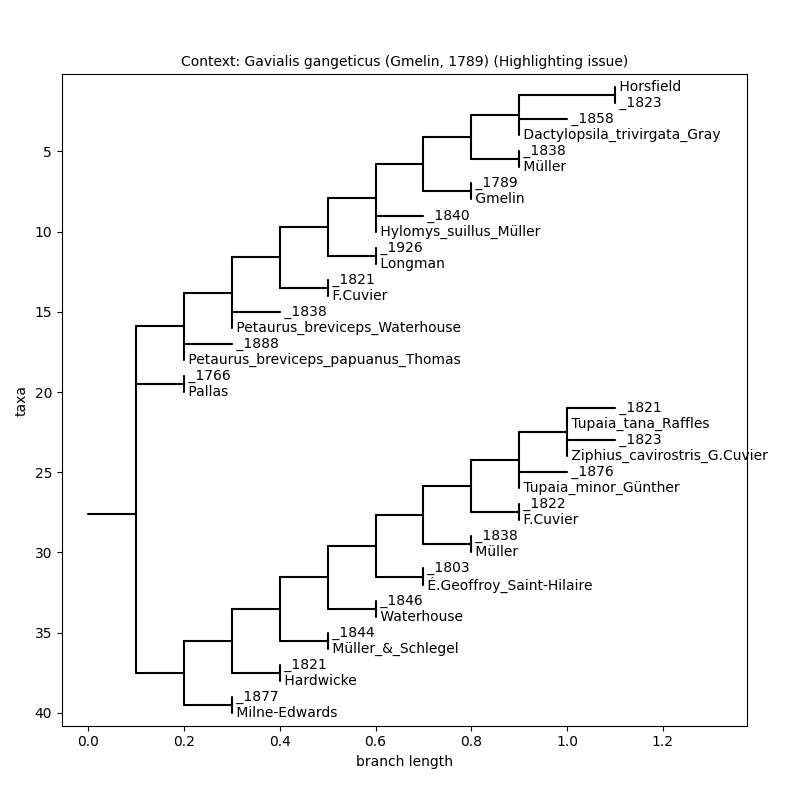 Context: Gavialis gangeticus (Gmelin, 1789) (Highlighting issue)
Horsfield
_1823
_1858
Dactylopsila_trivirgata_Gray
_1838
Müller
_1789
Gmelin
_1840
Hylomys_suillus_Müller
_1926
Longman
_1821
F.Cuvier
_1838
Petaurus_breviceps_Waterhouse
_1888
Petaurus_breviceps_papuanus_Thomas
_1766
Pallas
_1821
Tupaia_tana_Raffles
_1823
Ziphius_cavirostris_G.Cuvier
_1876
Tupaia_minor_Günther
_1822
F.Cuvier
_1838
Müller
_1803
É.Geoffroy_Saint-Hilaire
_1846
Waterhouse
_1844
Müller_&_Schlegel
_1821
Hardwicke
_1877
Milne-Edwards
5
10
15
20
25
30
35
40
taxa
0.0 0.2 0.4 0.6 0.8 1.0 1.2
branch length